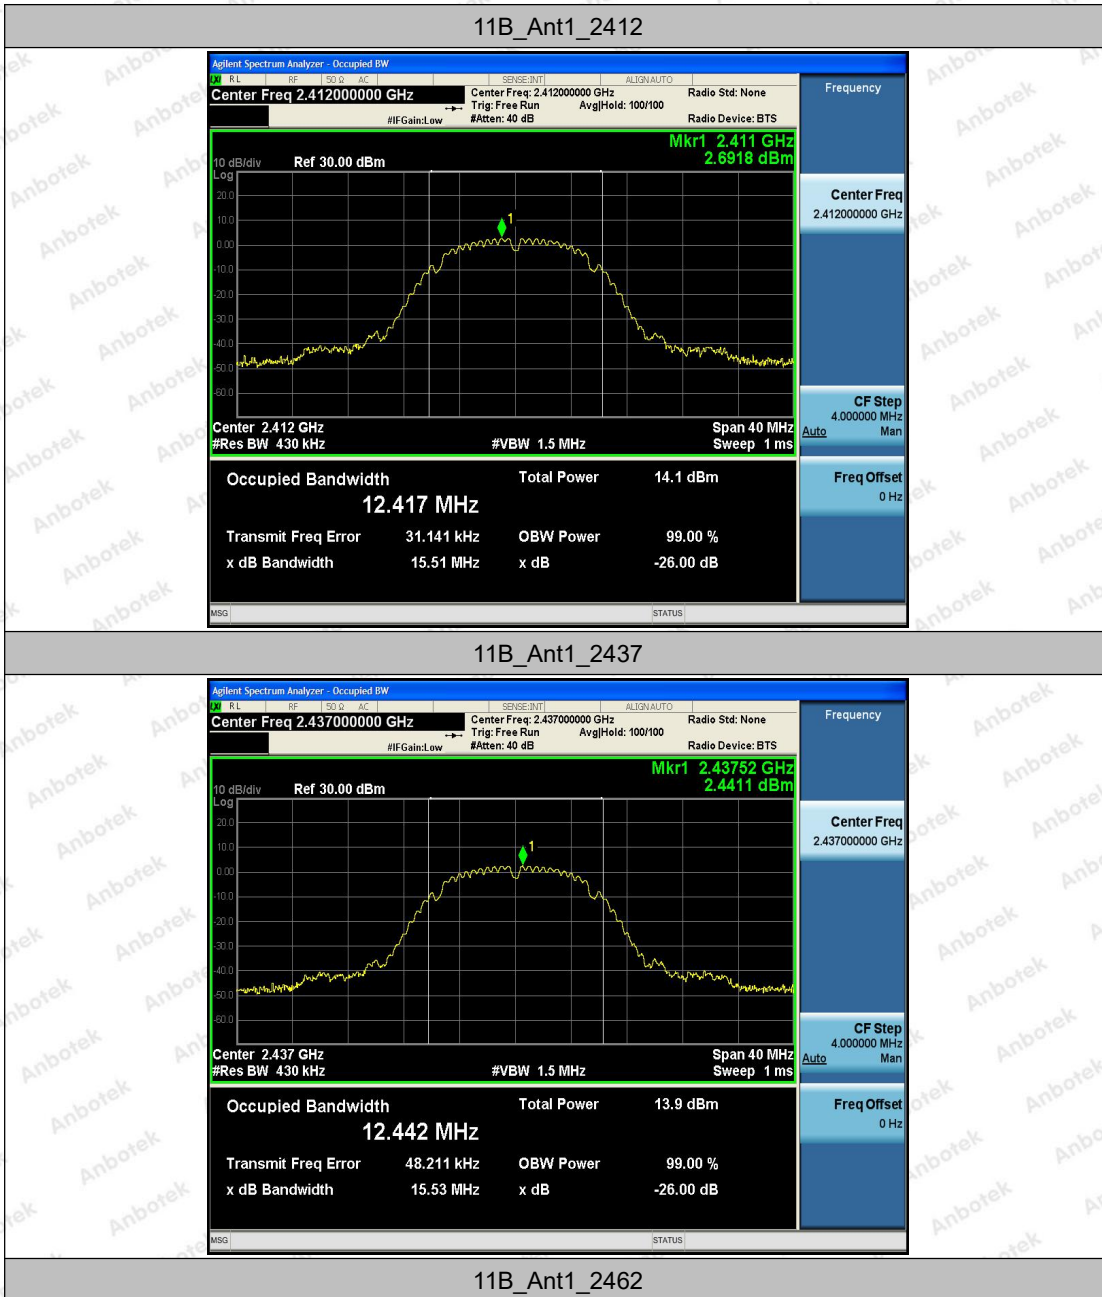 11B_Ant1_2412
Agilent Spectrum Analyzer - Occupied BW
LXI RL RF 50 Ω AC SENSE:INT ALIGNAUTO
Center Freq 2.412000000 GHz
Center Freq: 2.412000000 GHz Radio Std: None
Trig: Free Run Avg|Hold: 100/100
#IFGain:Low #Atten: 40 dB Radio Device: BTS
Mkr1 2.411 GHz
10 dB/div Ref 30.00 dBm 2.6918 dBm
Log
20.0
10.0
0.00
-10.0
-20.0
-30.0
-40.0
-50.0
-60.0
1
Center 2.412 GHz Span 40 MHz
#Res BW 430 kHz #VBW 1.5 MHz Sweep 1 ms
Occupied Bandwidth Total Power 14.1 dBm
12.417 MHz
Transmit Freq Error 31.141 kHz OBW Power 99.00 %
x dB Bandwidth 15.51 MHz x dB -26.00 dB
MSG STATUS
Frequency
Center Freq
2.412000000 GHz
CF Step
4.000000 MHz
Auto Man
Freq Offset
0 Hz
11B_Ant1_2437
Agilent Spectrum Analyzer - Occupied BW
LXI RL RF 50 Ω AC SENSE:INT ALIGNAUTO
Center Freq 2.437000000 GHz
Center Freq: 2.437000000 GHz Radio Std: None
Trig: Free Run Avg|Hold: 100/100
#IFGain:Low #Atten: 40 dB Radio Device: BTS
Mkr1 2.43752 GHz
10 dB/div Ref 30.00 dBm 2.4411 dBm
Log
20.0
10.0
0.00
-10.0
-20.0
-30.0
-40.0
-50.0
-60.0
1
Center 2.437 GHz Span 40 MHz
#Res BW 430 kHz #VBW 1.5 MHz Sweep 1 ms
Occupied Bandwidth Total Power 13.9 dBm
12.442 MHz
Transmit Freq Error 48.211 kHz OBW Power 99.00 %
x dB Bandwidth 15.53 MHz x dB -26.00 dB
MSG STATUS
Frequency
Center Freq
2.437000000 GHz
CF Step
4.000000 MHz
Auto Man
Freq Offset
0 Hz
11B_Ant1_2462
Anbotek